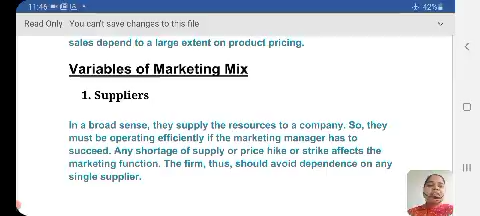 11:46
42%
Read Only - You can't save changes to this file
sales depend to a large extent on product pricing.
Variables of Marketing Mix
1. Suppliers
In a broad sense, they supply the resources to a company. So, they
must be operating efficiently if the marketing manager has to
succeed. Any shortage of supply or price hike or strike affects the
marketing function. The firm, thus, should avoid dependence on any
single supplier.